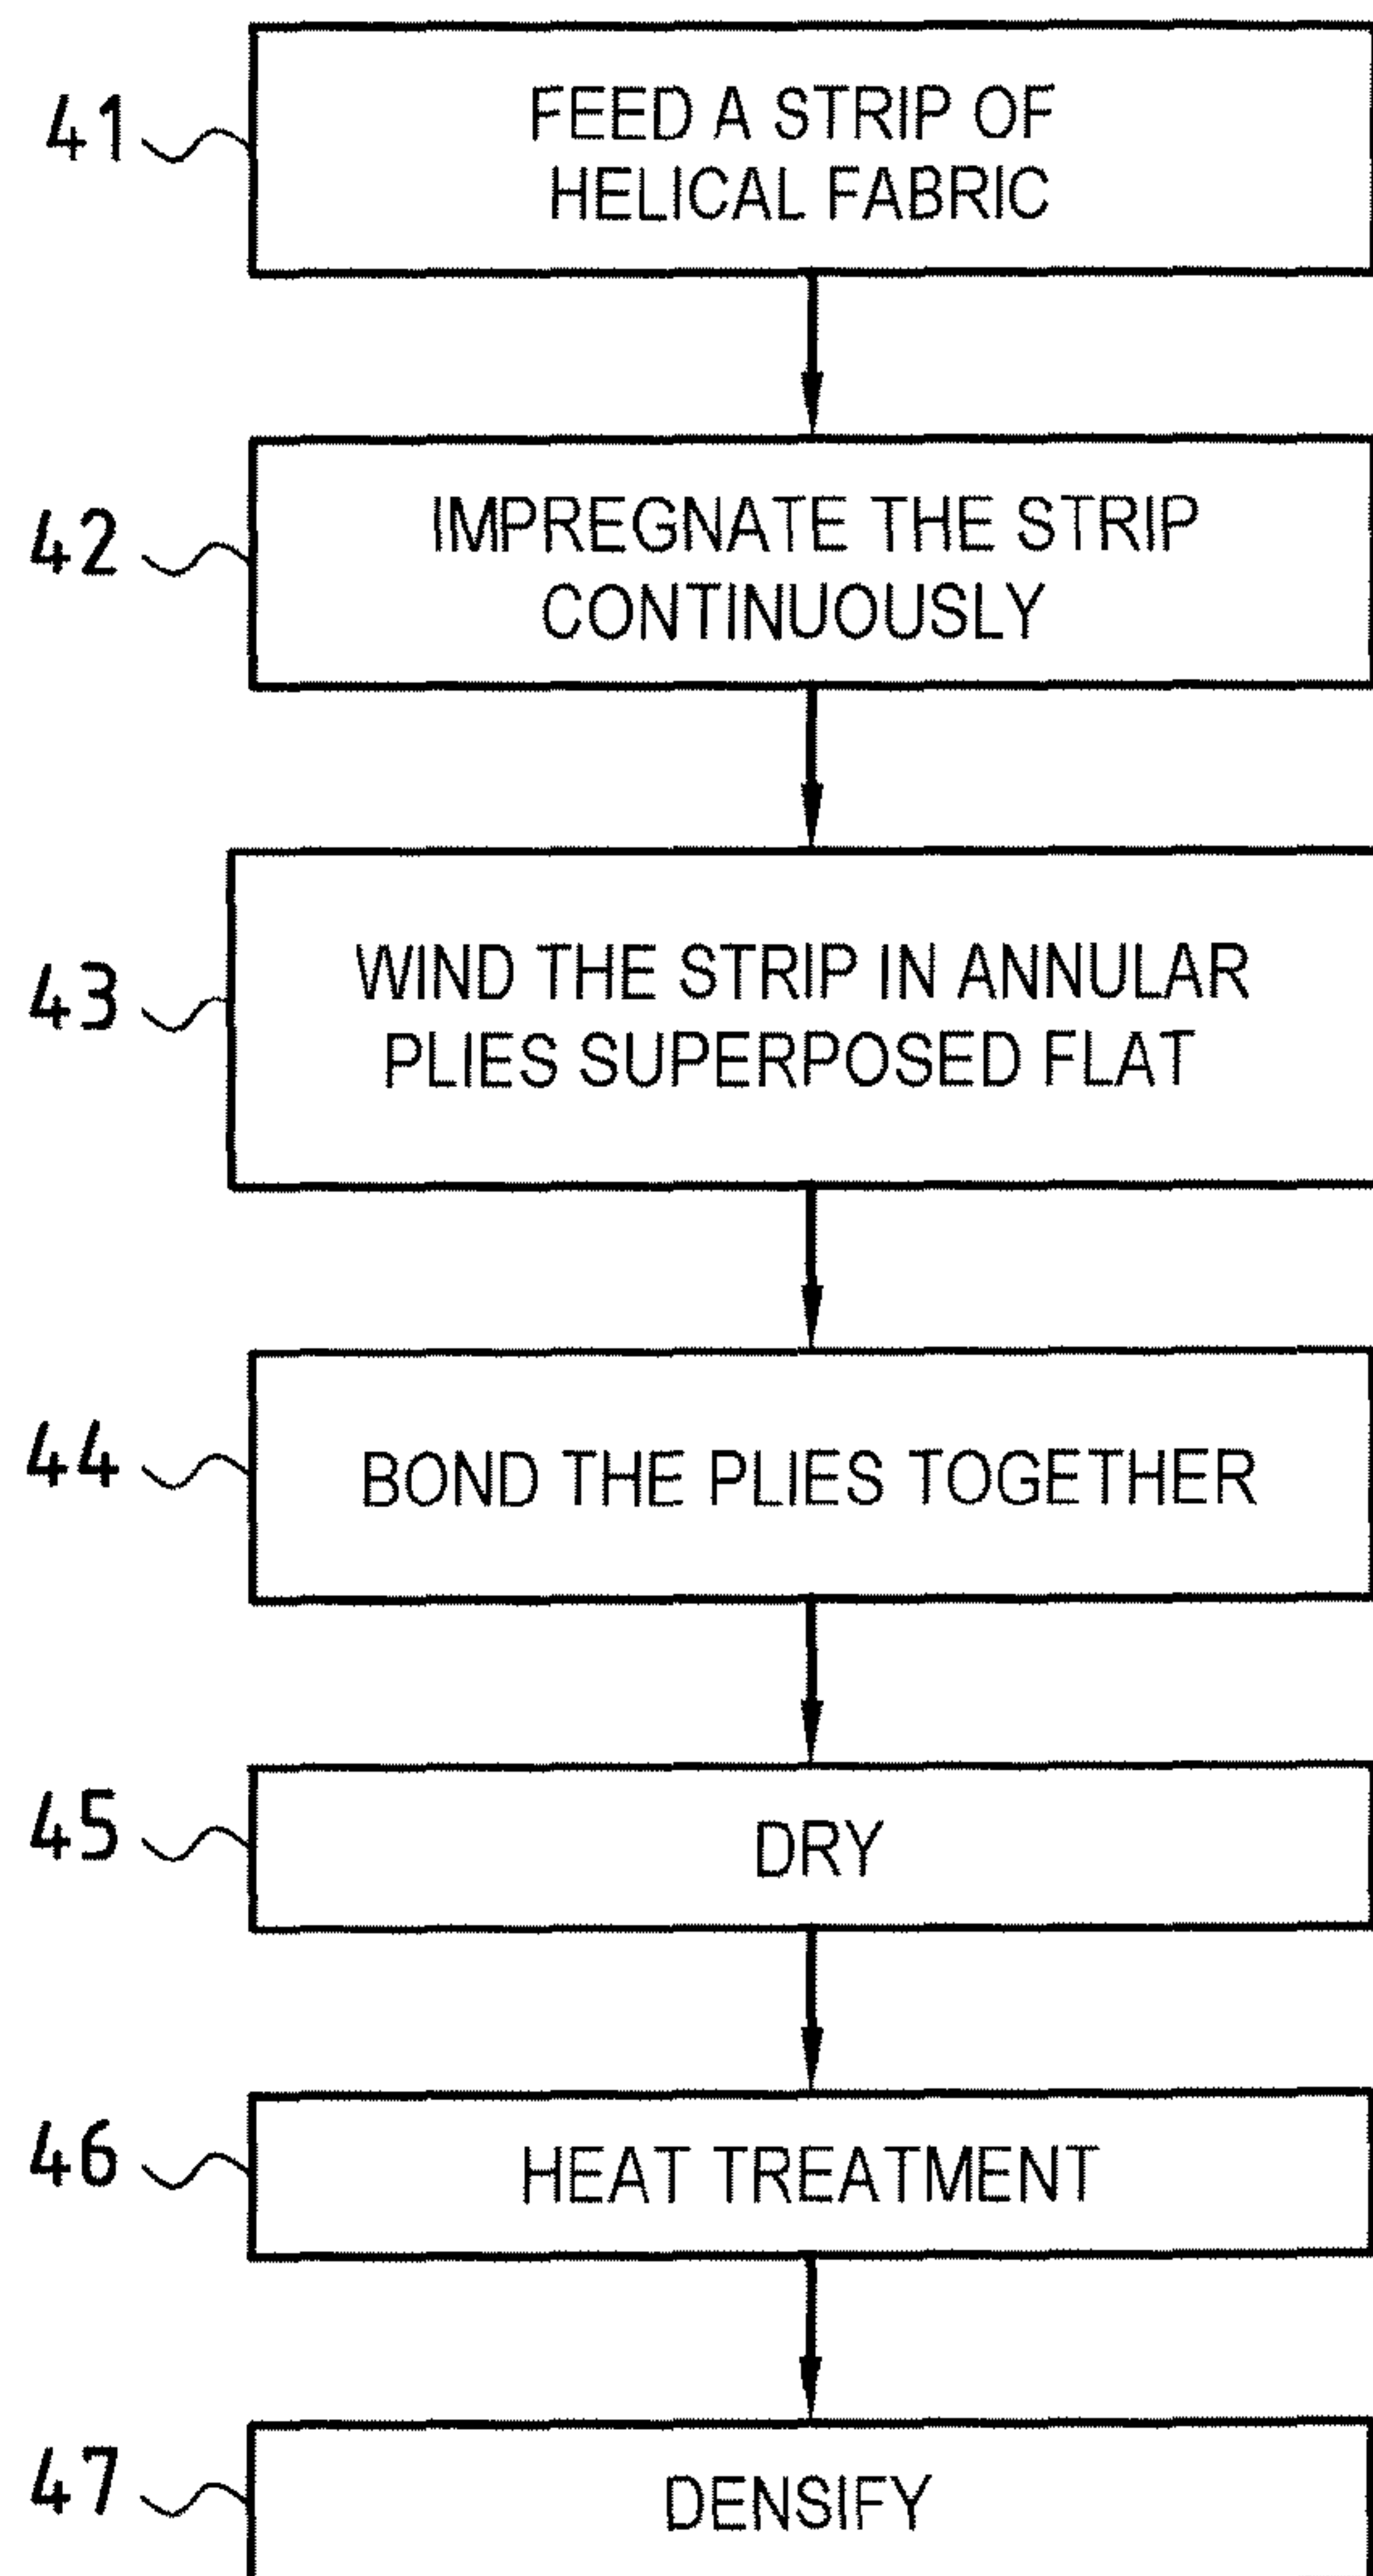 41
FEED A STRIP OF
HELICAL FABRIC
42
IMPREGNATE THE STRIP
CONTINUOUSLY
43
WIND THE STRIP IN ANNULAR
PLIES SUPERPOSED FLAT
44
BOND THE PLIES TOGETHER
45
DRY
46
HEAT TREATMENT
47
DENSIFY